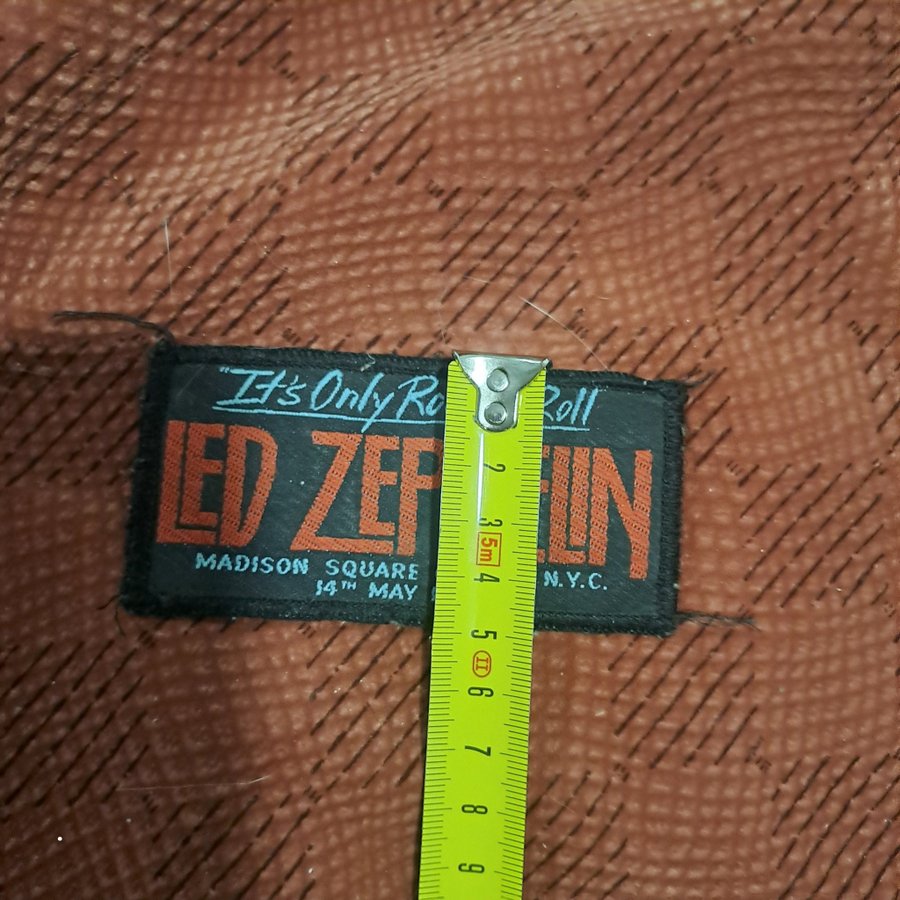 "It's Only Ro Roll
LED ZEP ELIN
MADISON SQUARE N.Y.C.
14TH MAY
2
3
5m
4
5
II
6
7
8
9